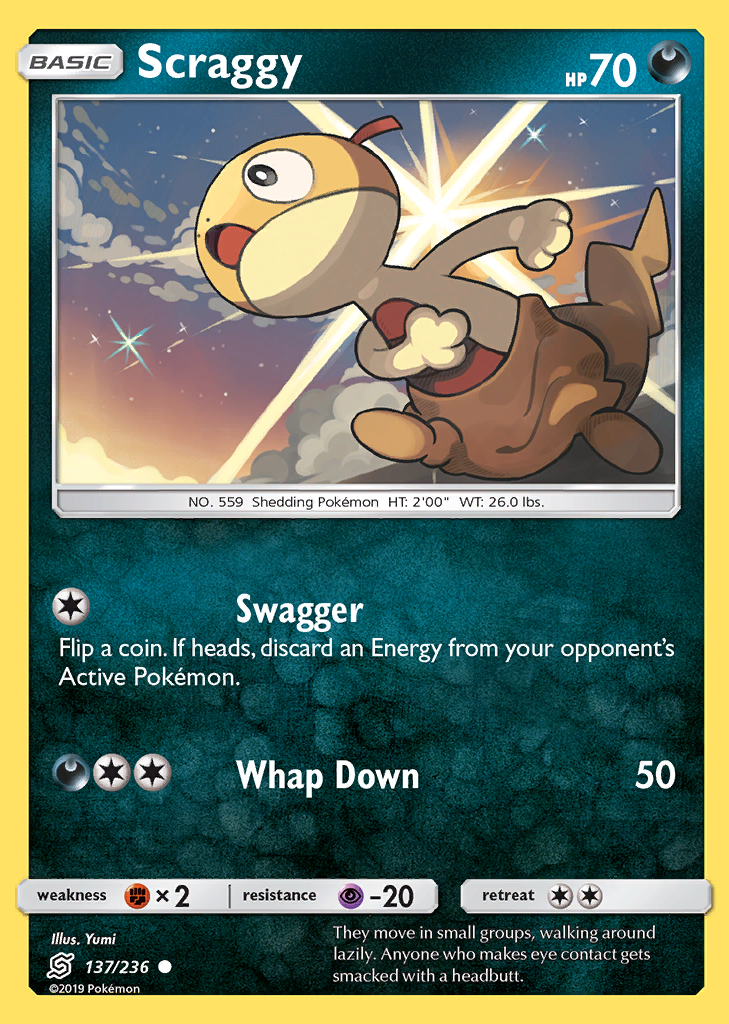 BASIC Scraggy HP 70
NO. 559 Shedding Pokémon HT: 2'00" WT: 26.0 lbs.
Swagger
Flip a coin. If heads, discard an Energy from your opponent's
Active Pokémon.
Whap Down 50
weakness × 2 resistance -20 retreat
Illus. Yumi
137/236
©2019 Pokémon
They move in small groups, walking around
lazily. Anyone who makes eye contact gets
smacked with a headbutt.